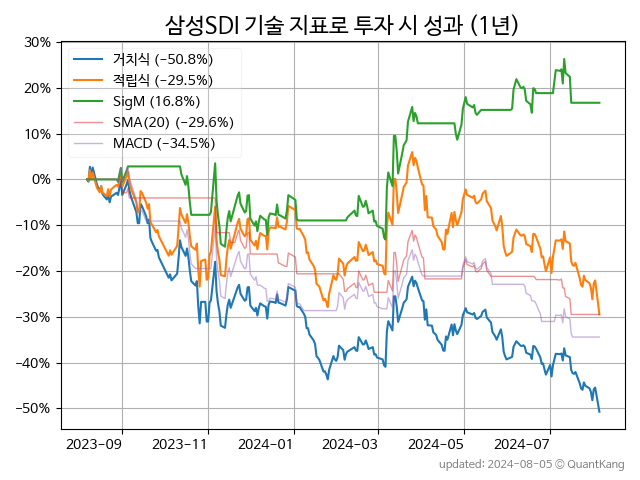 삼성SDI 기술 지표로 투자 시 성과 (1년)
거치식 (−50.8%)
적립식 (−29.5%)
SigM (16.8%)
SMA(20) (−29.6%)
MACD (−34.5%)
30%
20%
10%
0%
−10%
−20%
−30%
−40%
−50%
2023-09 2023-11 2024-01 2024-03 2024-05 2024-07
updated: 2024-08-05 © QuantKang